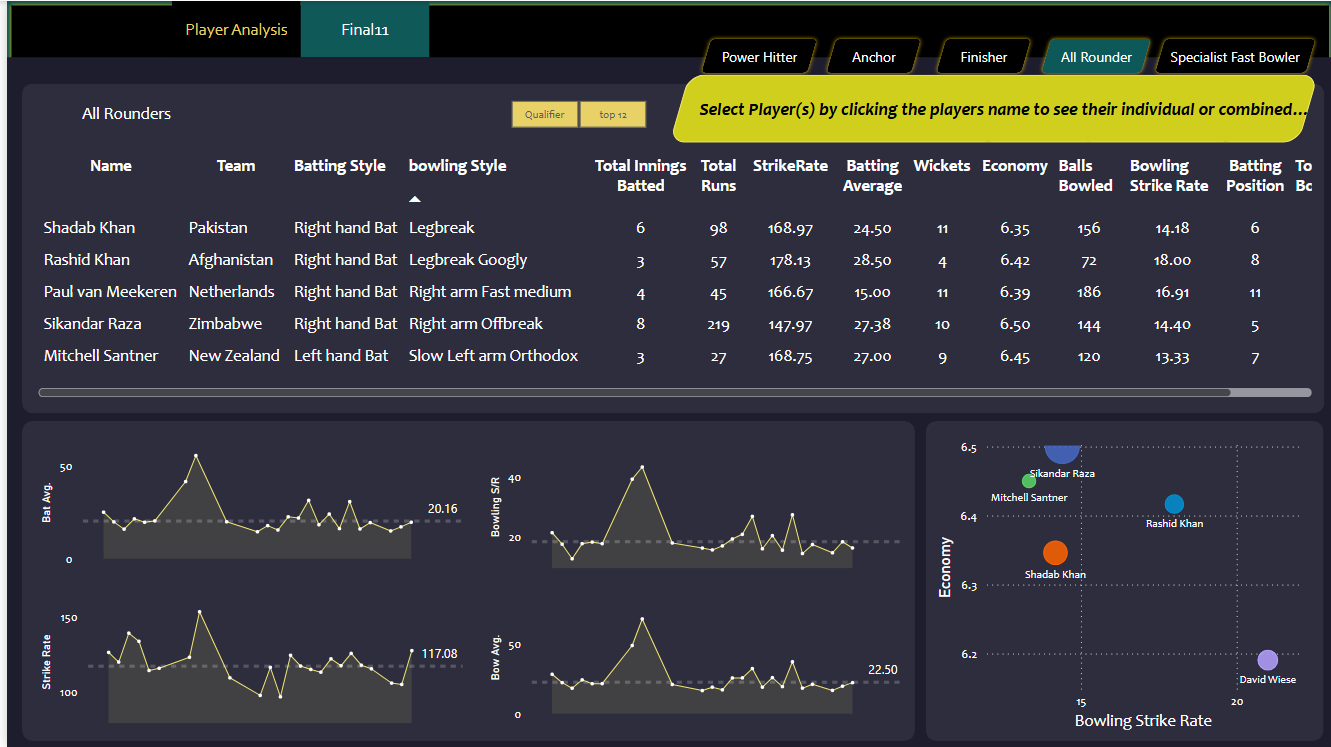 Player Analysis
Final11
Power Hitter
Anchor
Finisher
All Rounder
Specialist Fast Bowler
Select Player(s) by clicking the players name to see their individual or combined...
All Rounders
Qualifier
top 12
Name Team Batting Style bowling Style Total Innings Batted Total Runs StrikeRate Batting Average Wickets Economy Balls Bowled Bowling Strike Rate Batting Position To Bc
Shadab Khan Pakistan Right hand Bat Legbreak 6 98 168.97 24.50 11 6.35 156 14.18 6
Rashid Khan Afghanistan Right hand Bat Legbreak Googly 3 57 178.13 28.50 4 6.42 72 18.00 8
Paul van Meekeren Netherlands Right hand Bat Right arm Fast medium 4 45 166.67 15.00 11 6.39 186 16.91 11
Sikandar Raza Zimbabwe Right hand Bat Right arm Offbreak 8 219 147.97 27.38 10 6.50 144 14.40 5
Mitchell Santner New Zealand Left hand Bat Slow Left arm Orthodox 3 27 168.75 27.00 9 6.45 120 13.33 7
Bat Avg.
50
0
20.16
Bowling S/R
40
20
Strike Rate
150
100
117.08
Bow Avg.
50
0
22.50
Economy
6.5
6.4
6.3
6.2
Sikandar Raza
Mitchell Santner
Rashid Khan
Shadab Khan
David Wiese
15
20
Bowling Strike Rate